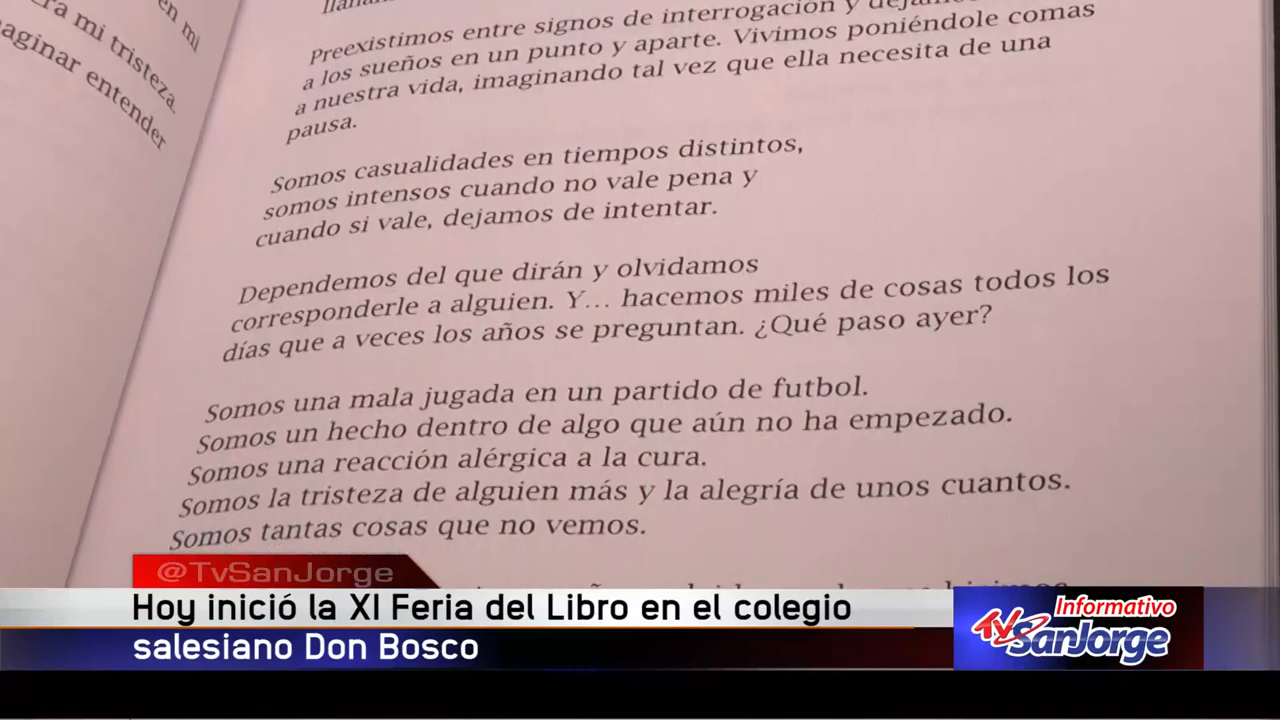 en mi
ra mi tristeza.
aginar entender
Preexistimos entre signos de interrogación y
a los sueños en un punto y aparte. Vivimos poniéndole comas
a nuestra vida, imaginando tal vez que ella necesita de una
pausa.
Somos casualidades en tiempos distintos,
somos intensos cuando no vale pena y
cuando si vale, dejamos de intentar.
Dependemos del que dirán y olvidamos
corresponderle a alguien. Y... hacemos miles de cosas todos los
días que a veces los años se preguntan. ¿Qué paso ayer?
Somos una mala jugada en un partido de futbol.
Somos un hecho dentro de algo que aún no ha empezado.
Somos una reacción alérgica a la cura.
Somos la tristeza de alguien más y la alegría de unos cuantos.
Somos tantas cosas que no vemos.
@TvSanJorge
Hoy inició la XI Feria del Libro en el colegio
salesiano Don Bosco
Informativo
TV SanJorge